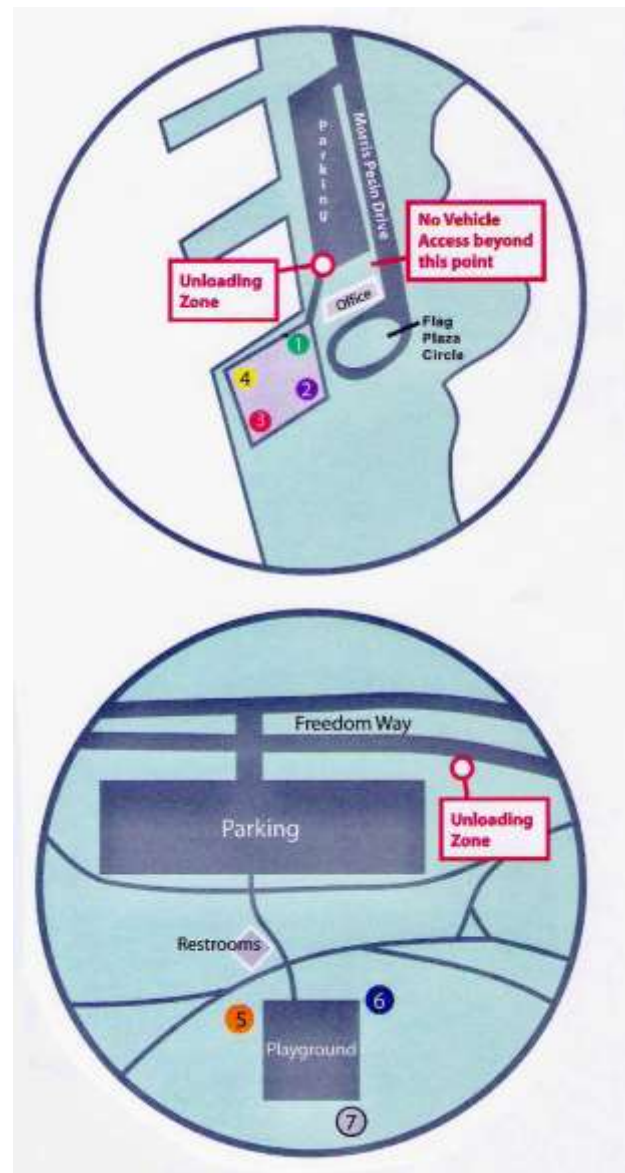 Parking
Morris Pesin Drive
No Vehicle
Access beyond
this point
Unloading
Zone
Office
Flag
Plaza
Circle
1
4
2
3
Freedom Way
Parking
Unloading
Zone
Restrooms
5
6
Playground
7